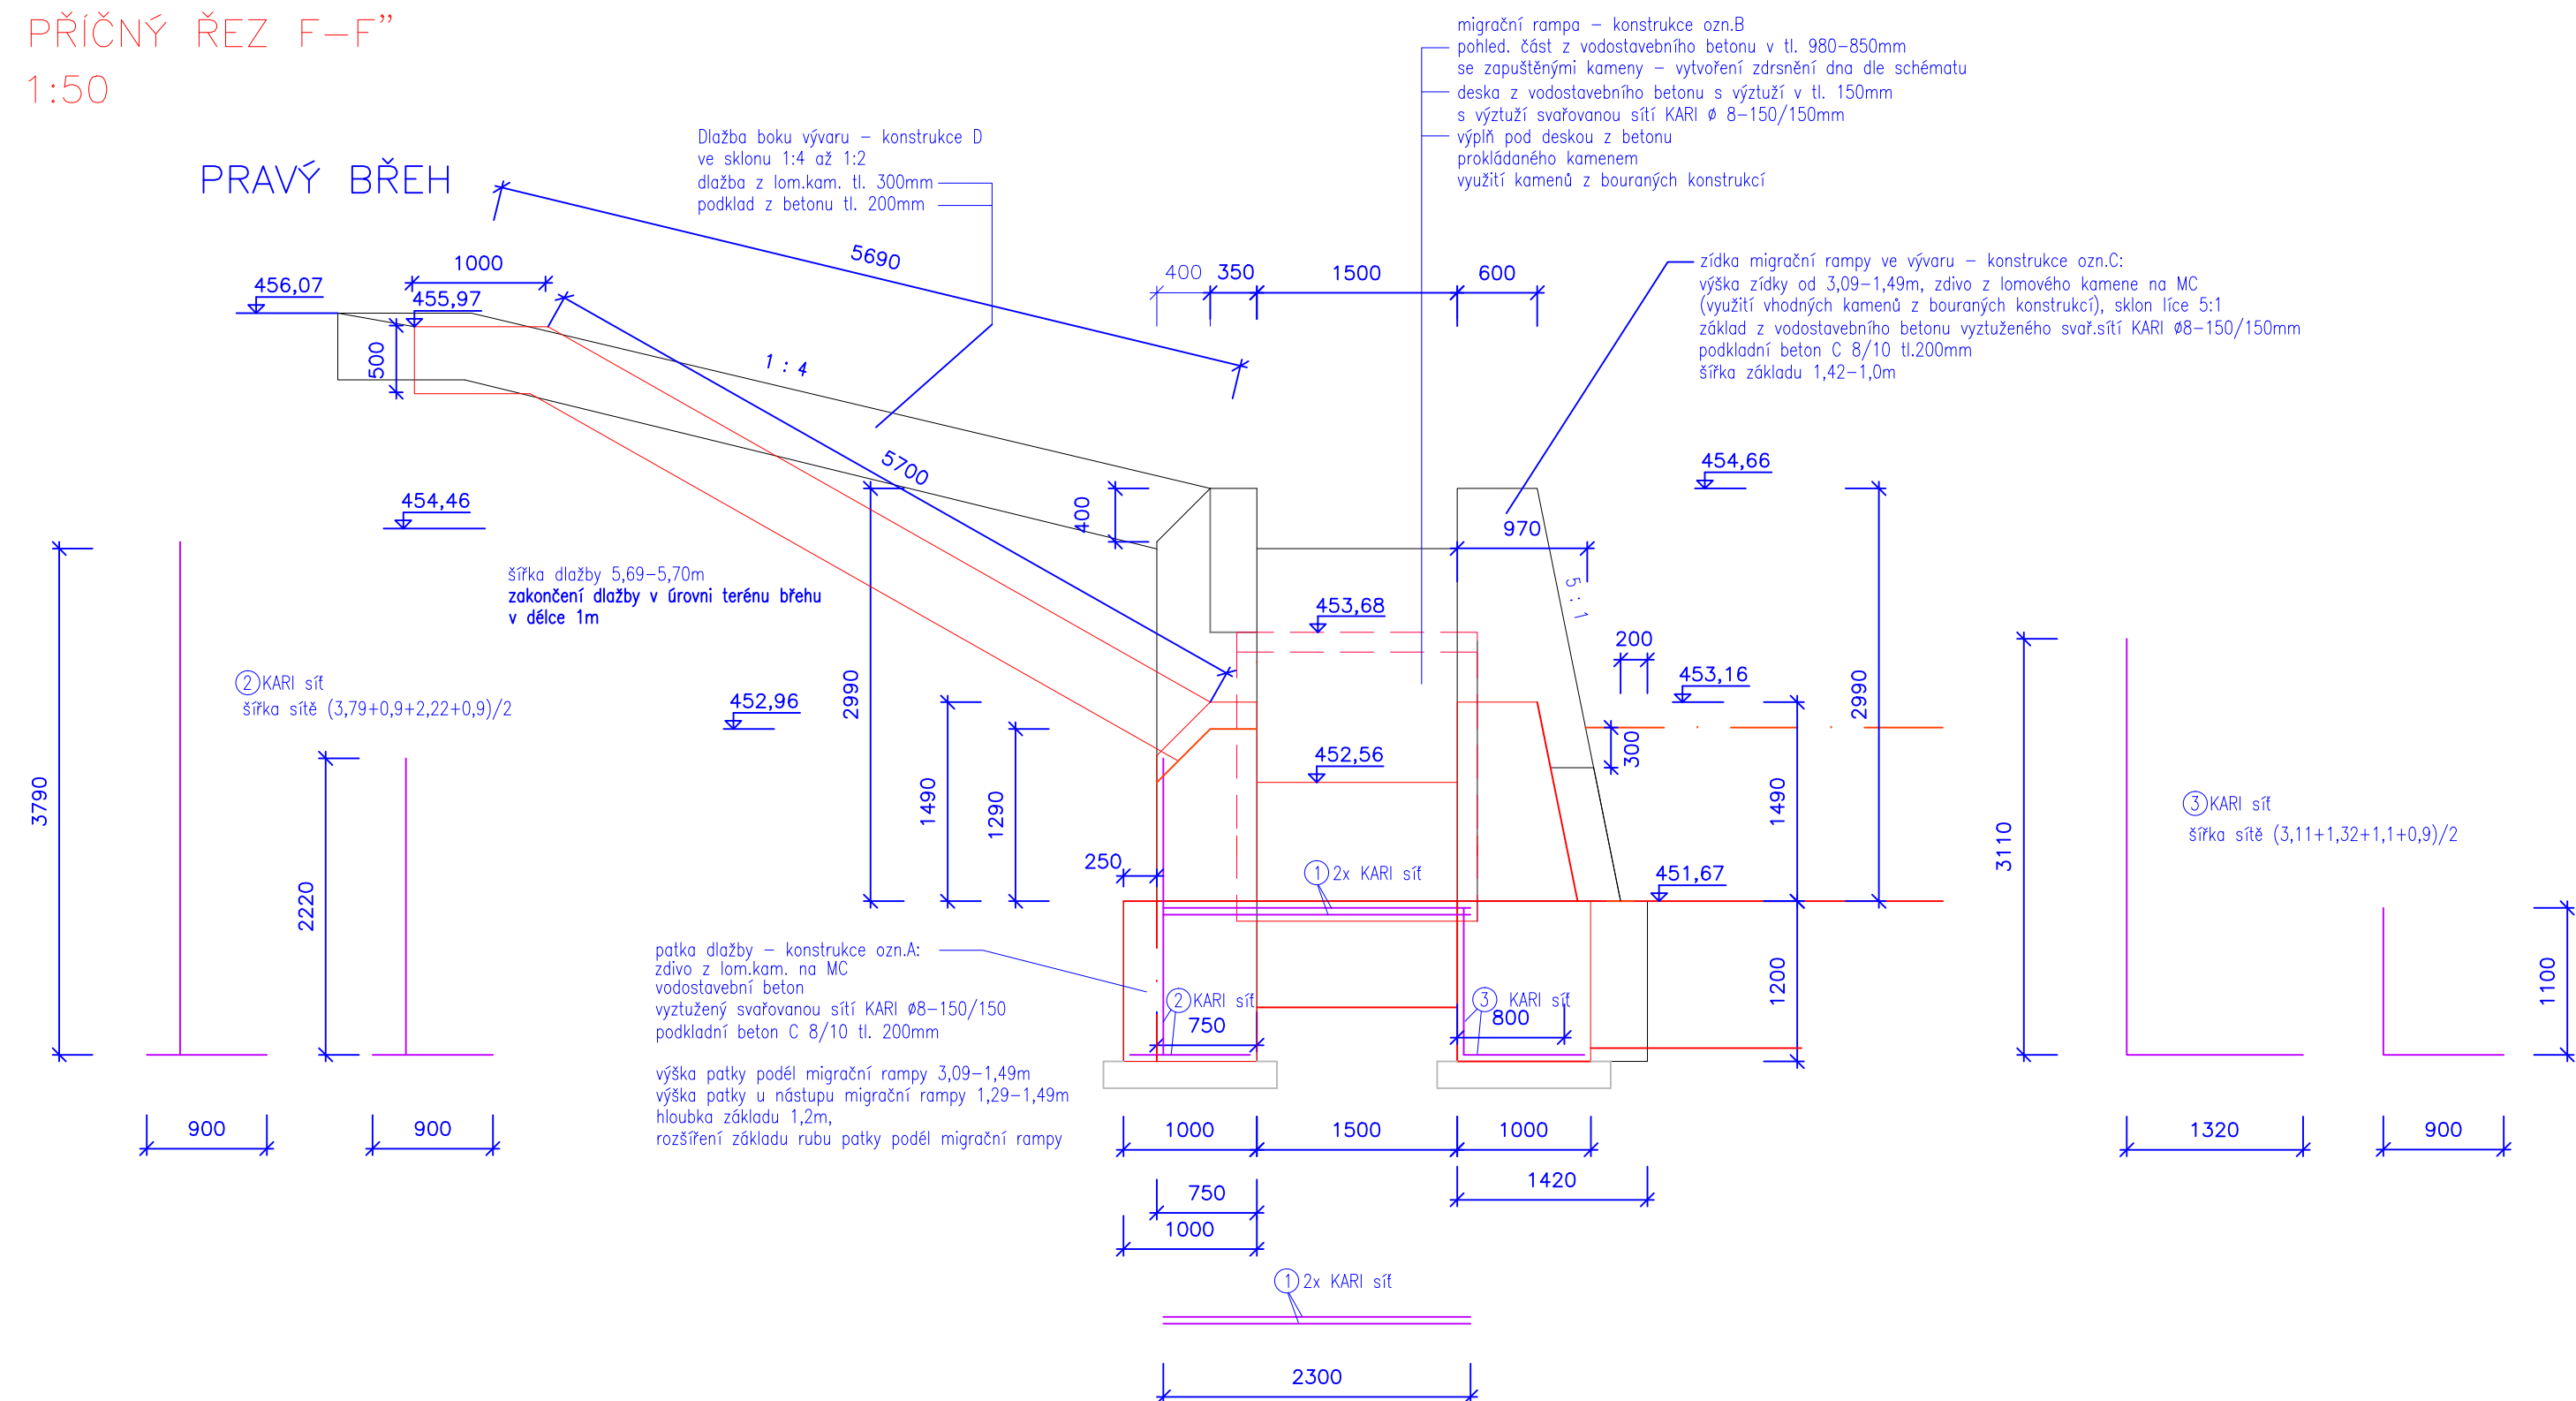 PŘÍČNÝ ŘEZ F–F”
1:50
PRAVÝ BŘEH
Dlažba boku vývaru – konstrukce D
ve sklonu 1:4 až 1:2
dlažba z lom.kam. tl. 300mm
podklad z betonu tl. 200mm
migrační rampa – konstrukce ozn.B
pohled. část z vodostavebního betonu v tl. 980–850mm
se zapuštěnými kameny – vytvoření zdrsnění dna dle schématu
deska z vodostavebního betonu s výztuží v tl. 150mm
s výztuží svařovanou sítí KARI ø 8–150/150mm
výplň pod deskou z betonu
prokládaného kamenem
využití kamenů z bouraných konstrukcí
zídka migrační rampy ve vývaru – konstrukce ozn.C:
výška zídky od 3,09–1,49m, zdivo z lomového kamene na MC
(využití vhodných kamenů z bouraných konstrukcí), sklon líce 5:1
základ z vodostavebního betonu vyztuženého svař.sítí KARI ø8–150/150mm
podkladní beton C 8/10 tl.200mm
šířka základu 1,42–1,0m
5690
1000
400
350
1500
600
456,07
455,97
500
1 : 4
5700
454,46
400
970
454,66
šířka dlažby 5,69–5,70m
zakončení dlažby v úrovni terénu břehu
v délce 1m
5 : 1
453,68
200
453,16
2 KARI síť
šířka sítě (3,79+0,9+2,22+0,9)/2
452,96
2990
2990
452,56
300
3790
2220
1490
1290
1490
3110
3 KARI síť
šířka sítě (3,11+1,32+1,1+0,9)/2
250
1 2x KARI síť
451,67
patka dlažby – konstrukce ozn.A:
zdivo z lom.kam. na MC
vodostavební beton
vyztužený svařovanou sítí KARI ø8–150/150
podkladní beton C 8/10 tl. 200mm
2 KARI síť
750
3 KARI síť
800
1200
1100
výška patky podél migrační rampy 3,09–1,49m
výška patky u nástupu migrační rampy 1,29–1,49m
hloubka základu 1,2m,
rozšíření základu rubu patky podél migrační rampy
900
900
1000
1500
1000
1320
900
1420
750
1000
1 2x KARI síť
2300